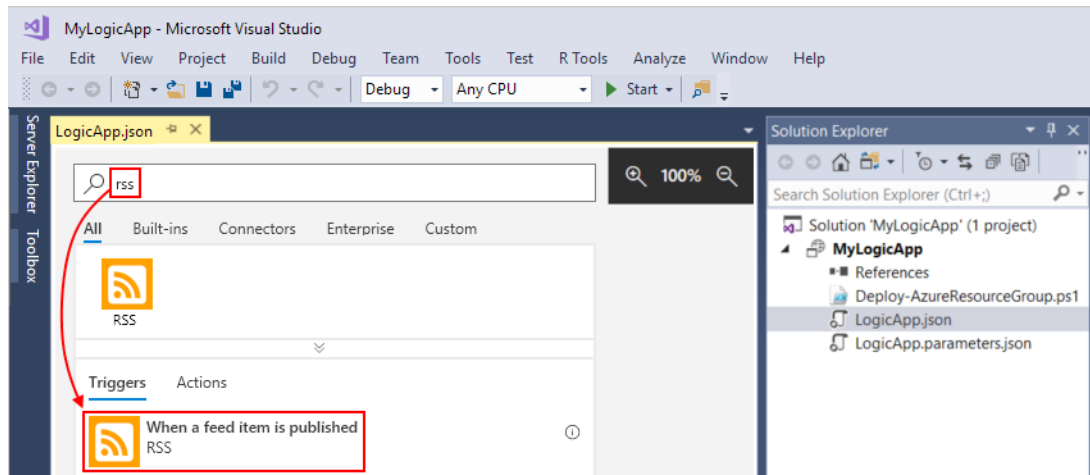 MyLogicApp - Microsoft Visual Studio
File Edit View Project Build Debug Team Tools Test R Tools Analyze Window Help
Debug Any CPU Start
Server Explorer
Toolbox
LogicApp.json
rss
100%
All Built-ins Connectors Enterprise Custom
RSS
Triggers Actions
When a feed item is published
RSS
Solution Explorer
Search Solution Explorer (Ctrl+;)
Solution 'MyLogicApp' (1 project)
MyLogicApp
References
Deploy-AzureResourceGroup.ps1
LogicApp.json
LogicApp.parameters.json